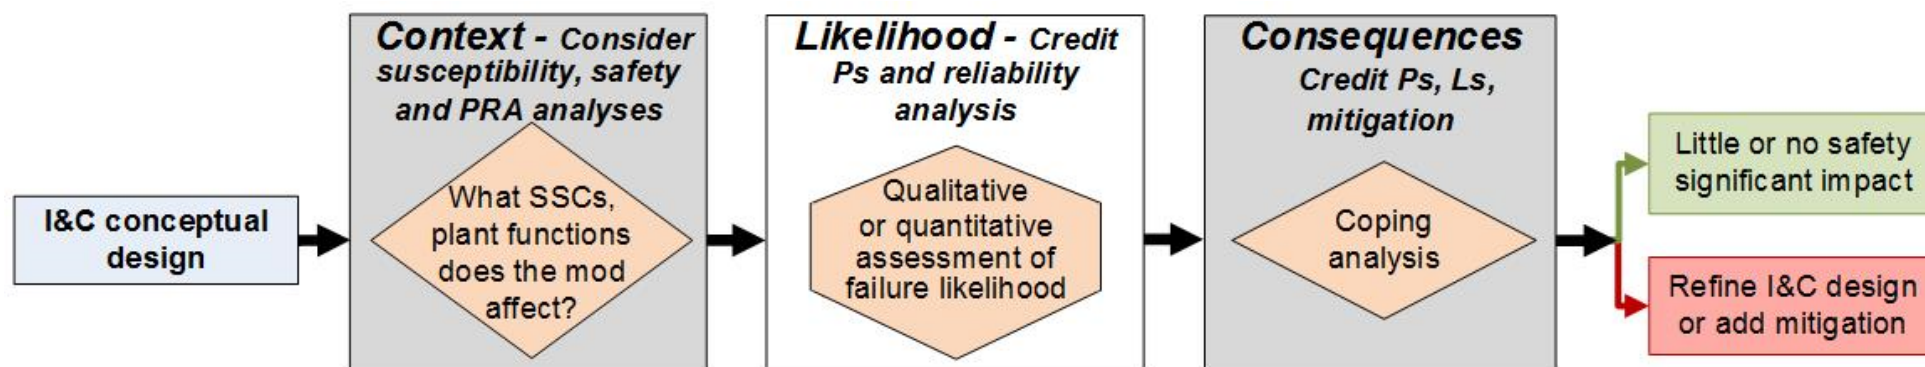 I&C conceptual
design
Context - Consider
susceptibility, safety
and PRA analyses
What SSCs,
plant functions
does the mod
affect?
Likelihood - Credit
Ps and reliability
analysis
Qualitative
or quantitative
assessment of
failure likelihood
Consequences
Credit Ps, Ls,
mitigation
Coping
analysis
Little or no safety
significant impact
Refine I&C design
or add mitigation